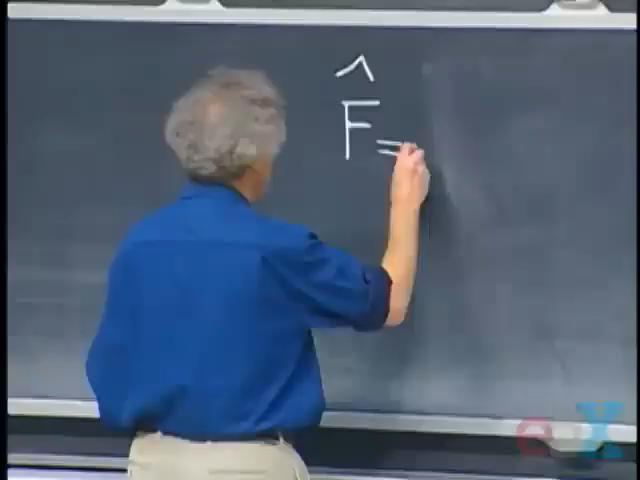 ^
F =
edX